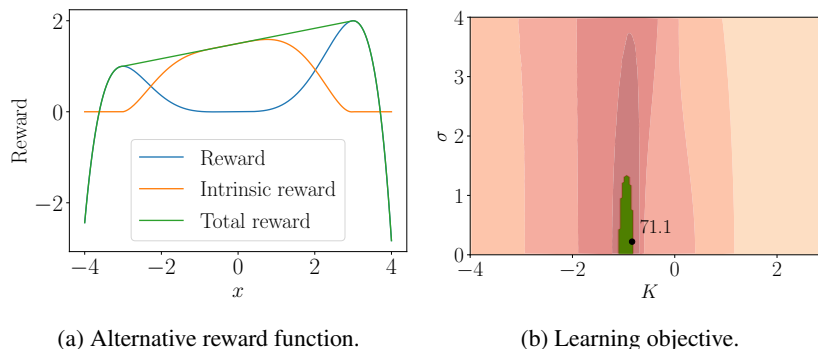 2
0
−2
Reward
−4
−2
0
2
4
x
Reward
Intrinsic reward
Total reward
(a) Alternative reward function.
4
3
2
1
0
σ
71.1
−4
−2
0
2
K
(b) Learning objective.